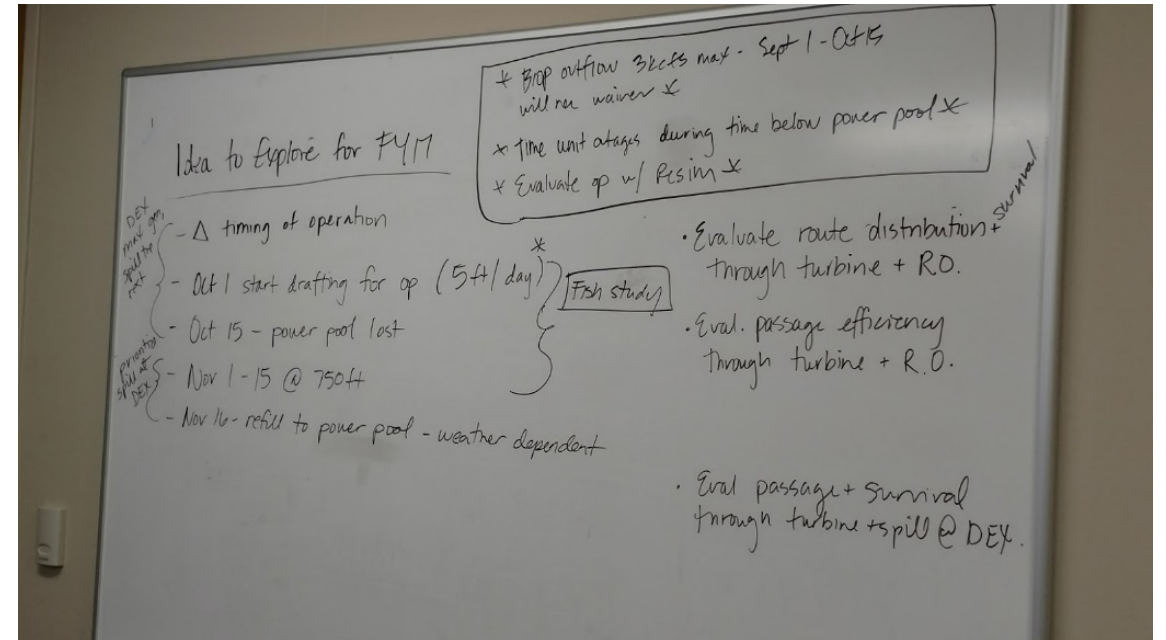 * BiOp outflow 3kcfs max - Sept 1 - Oct 15
will need waiver *
* Time unit otages during time below power pool *
* Evaluate op w/ Resim *
Idea to Explore for FY17
DEX
max gen,
spill the
rest
- Δ timing of operation
- Oct 1 start drafting for op (5ft/day) *
- Oct 15 - power pool lost
Fish study
prioritize
spill at
DEX
- Nov 1 - 15 @ 750ft
- Nov 16 - refill to power pool - weather dependent
• Evaluate route distribution + survival
through turbine + RO.
• Eval. passage efficiency
through turbine + R.O.
• Eval passage + survival
through turbine + spill @ DEX.